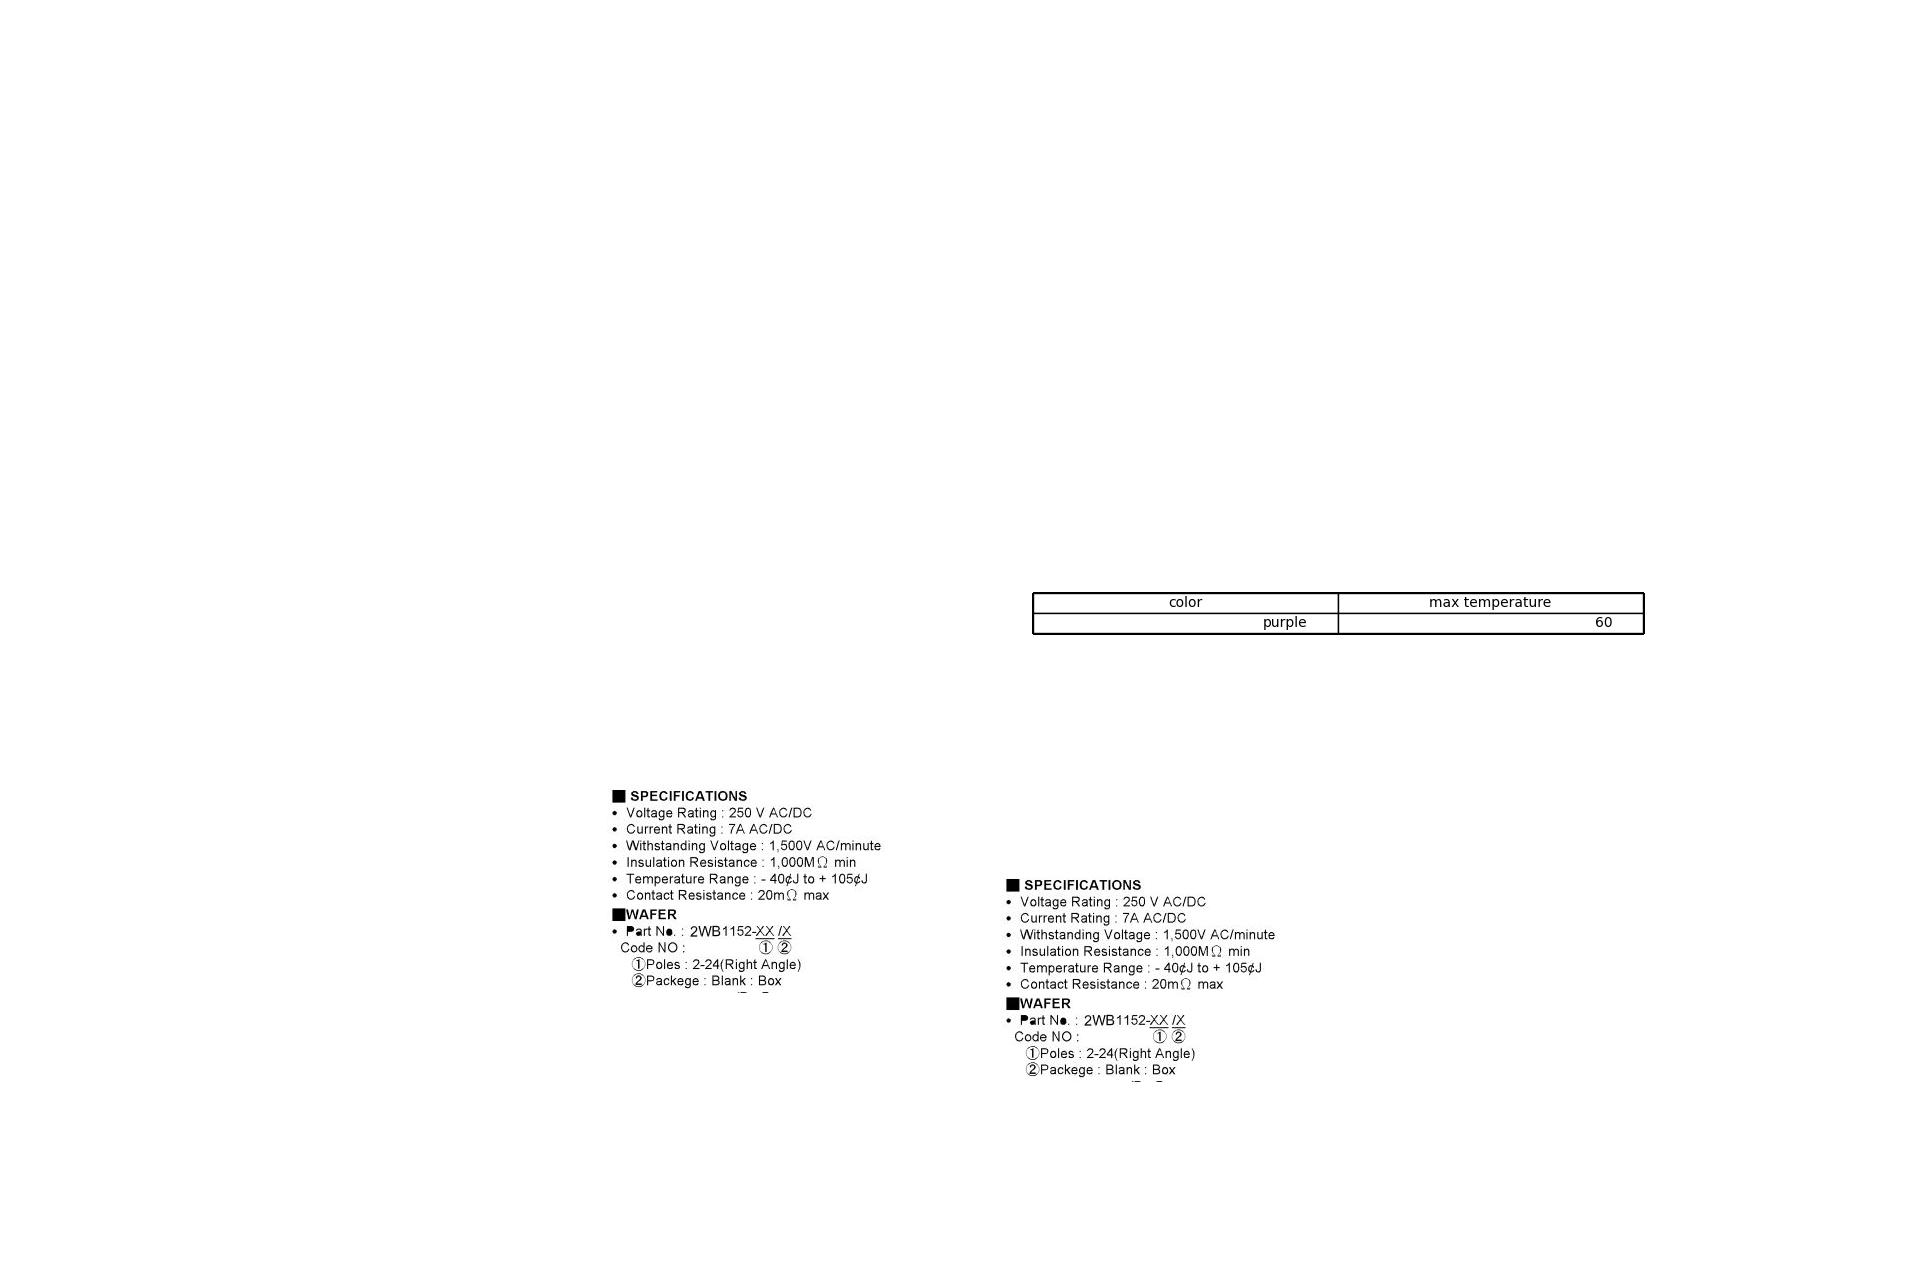 color max temperature
purple 60
■ SPECIFICATIONS
• Voltage Rating : 250 V AC/DC
• Current Rating : 7A AC/DC
• Withstanding Voltage : 1,500V AC/minute
• Insulation Resistance : 1,000MΩ min
• Temperature Range : - 40¢J to + 105¢J
• Contact Resistance : 20mΩ max
■WAFER
• Part No. : 2WB1152-XX /X
Code NO : ① ②
①Poles : 2-24(Right Angle)
②Packege : Blank : Box
■ SPECIFICATIONS
• Voltage Rating : 250 V AC/DC
• Current Rating : 7A AC/DC
• Withstanding Voltage : 1,500V AC/minute
• Insulation Resistance : 1,000MΩ min
• Temperature Range : - 40¢J to + 105¢J
• Contact Resistance : 20mΩ max
■WAFER
• Part No. : 2WB1152-XX /X
Code NO : ① ②
①Poles : 2-24(Right Angle)
②Packege : Blank : Box